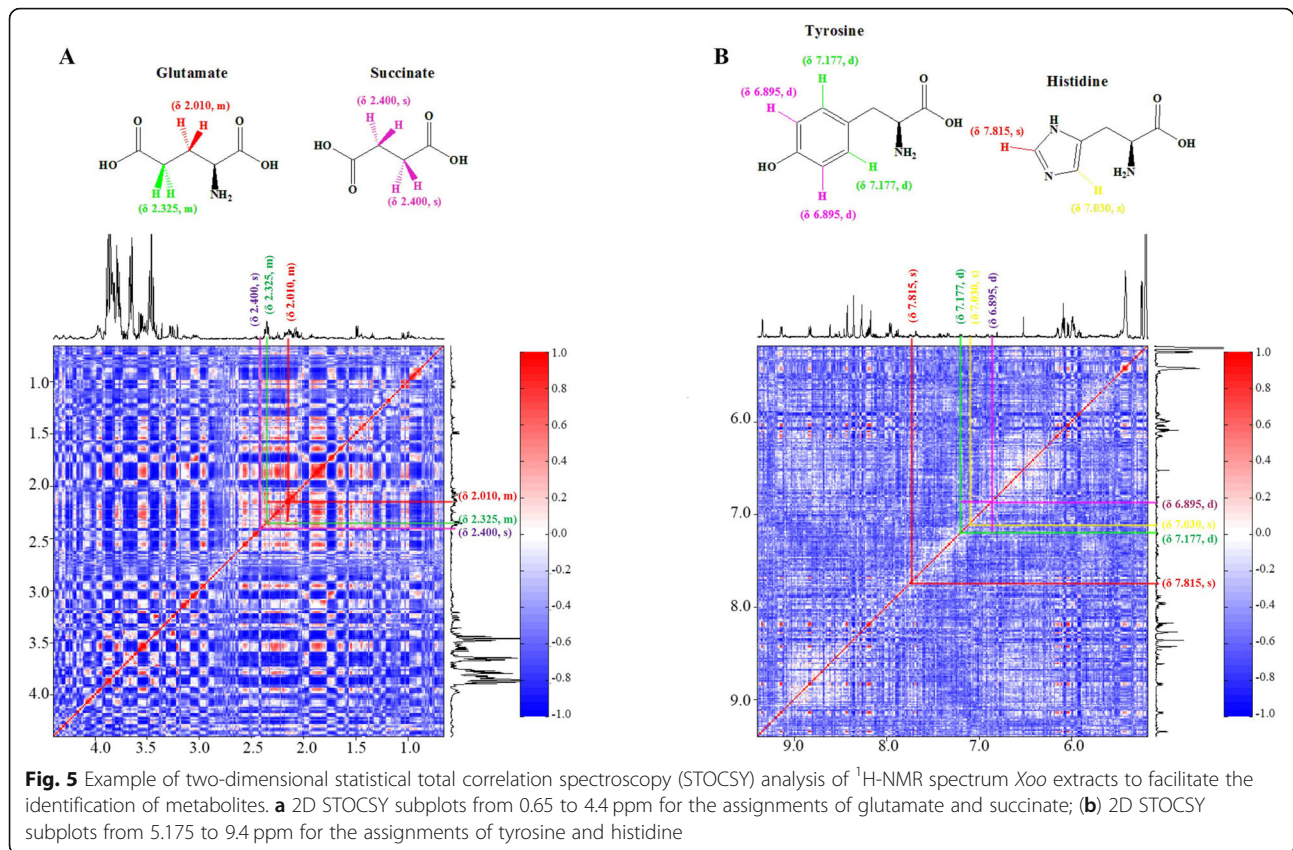 A
B
Glutamate
Succinate
Tyrosine
Histidine
(δ 2.010, m)
H H
O
O
HO
OH
NH₂
H H
(δ 2.325, m)
(δ 2.400, s)
H
H
O
HO
OH
O
H H
(δ 2.400, s)
(δ 7.177, d)
(δ 6.895, d)
H
H
O
OH
NH₂
HO
H
H
(δ 7.177, d)
(δ 6.895, d)
(δ 7.815, s)
H
NH
N
O
OH
H₂N
H
(δ 7.030, s)
(δ 2.400, s)
(δ 2.325, m)
(δ 2.010, m)
1.0
1.5
2.0
2.5
3.0
3.5
4.0
4.0
3.5
3.0
2.5
2.0
1.5
1.0
(δ 2.010, m)
(δ 2.325, m)
(δ 2.400, s)
1.0
0.8
0.6
0.4
0.2
0.0
-0.2
-0.4
-0.6
-0.8
-1.0
(δ 7.815, s)
(δ 7.177, d)
(δ 7.030, s)
(δ 6.895, d)
6.0
7.0
8.0
9.0
9.0
8.0
7.0
6.0
(δ 6.895, d)
(δ 7.030, s)
(δ 7.177, d)
(δ 7.815, s)
1.0
0.8
0.6
0.4
0.2
0.0
-0.2
-0.4
-0.6
-0.8
-1.0
Fig. 5 Example of two-dimensional statistical total correlation spectroscopy (STOCSY) analysis of ¹H-NMR spectrum Xoo extracts to facilitate the
identification of metabolites. a 2D STOCSY subplots from 0.65 to 4.4 ppm for the assignments of glutamate and succinate; (b) 2D STOCSY
subplots from 5.175 to 9.4 ppm for the assignments of tyrosine and histidine